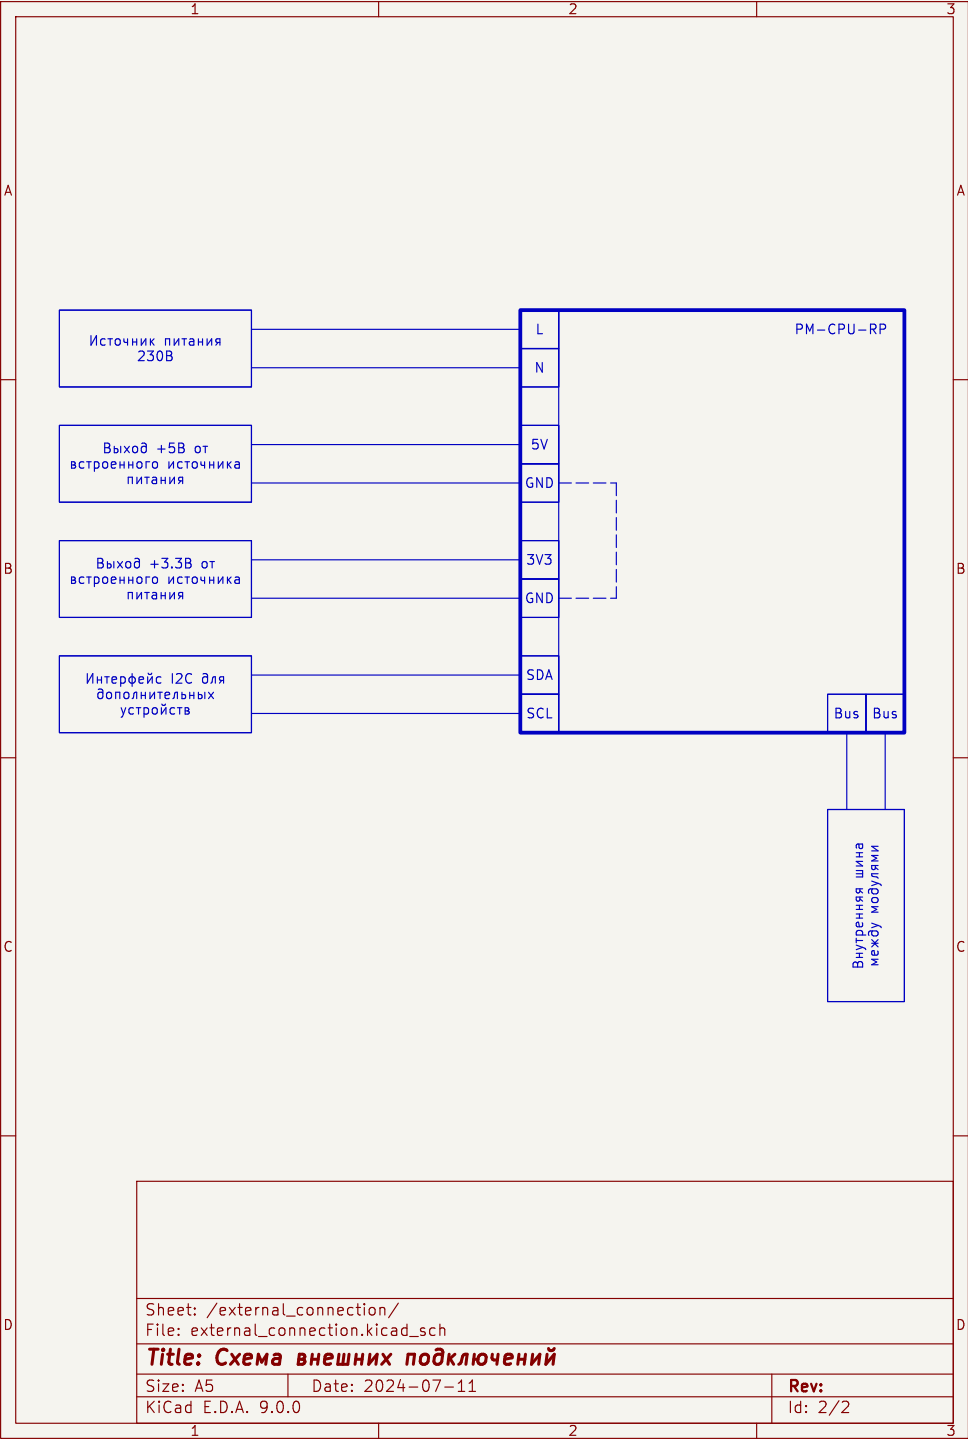 1 2 3
A A
Источник питания
230В
L
PM-CPU-RP
N
Выход +5В от
встроенного источника
питания
5V
GND
B B
Выход +3.3В от
встроенного источника
питания
3V3
GND
Интерфейс I2C для
дополнительных
устройств
SDA
SCL
Bus Bus
Внутренняя шина
между модулями
C C
D D
Sheet: /external_connection/
File: external_connection.kicad_sch
Title: Схема внешних подключений
Size: A5 Date: 2024-07-11 Rev:
KiCad E.D.A. 9.0.0 Id: 2/2
1 2 3